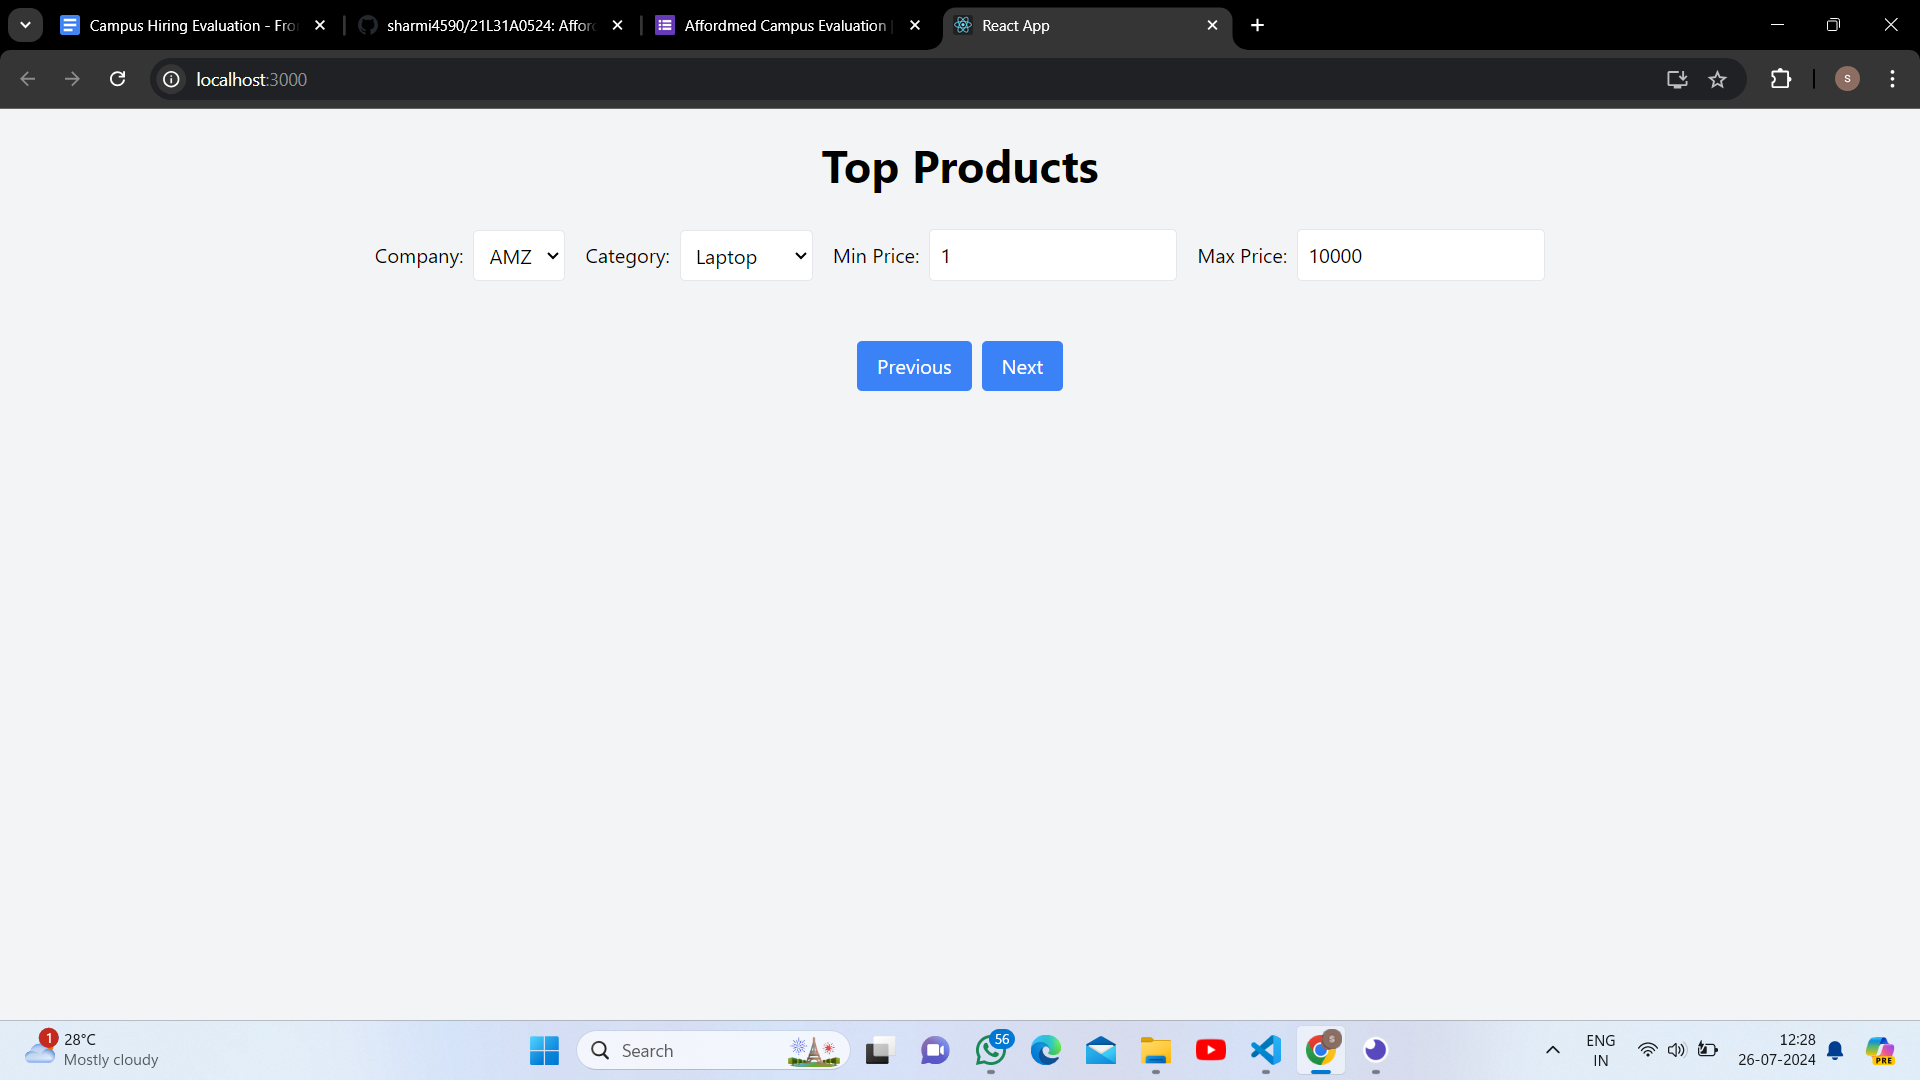 Campus Hiring Evaluation - Fro
sharmi4590/21L31A0524: Affor
Affordmed Campus Evaluation
React App
localhost:3000
S
Top Products
Company: AMZ Category: Laptop Min Price: 1 Max Price: 10000
Previous Next
1
28°C
Mostly cloudy
Search
56
S
ENG
IN
12:28
26-07-2024
PRE